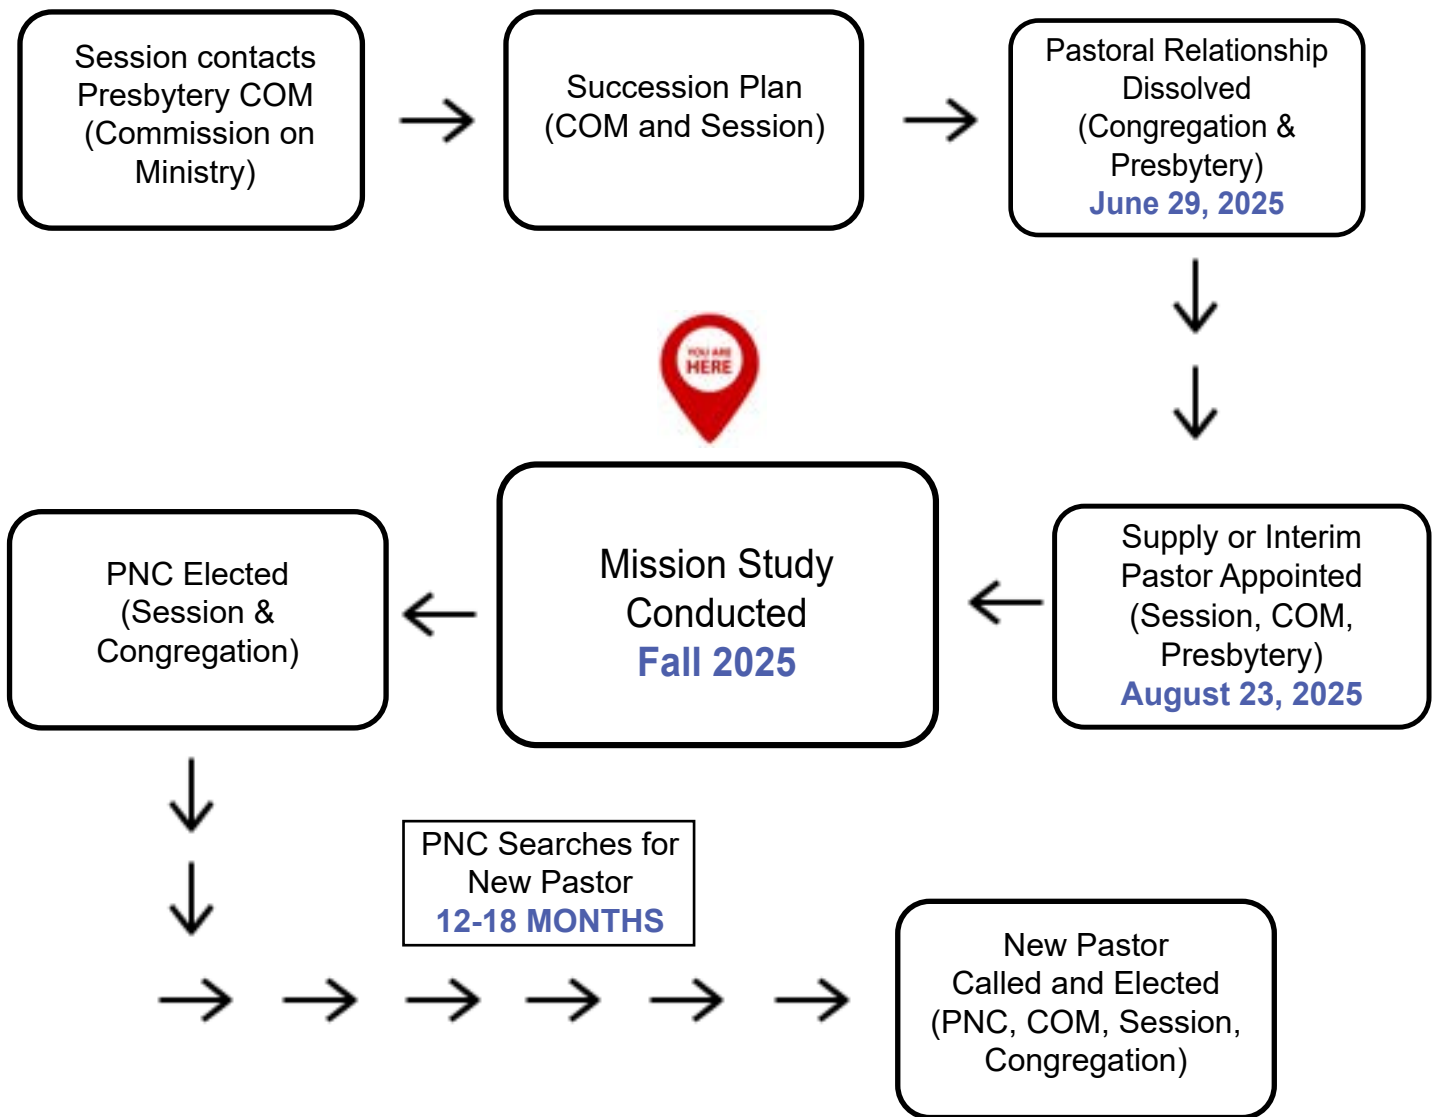 Session contacts
Presbytery COM
(Commission on
Ministry)
Succession Plan
(COM and Session)
Pastoral Relationship
Dissolved
(Congregation &
Presbytery)
June 29, 2025
YOU ARE
HERE
Supply or Interim
Pastor Appointed
(Session, COM,
Presbytery)
August 23, 2025
Mission Study
Conducted
Fall 2025
PNC Elected
(Session &
Congregation)
PNC Searches for
New Pastor
12-18 MONTHS
New Pastor
Called and Elected
(PNC, COM, Session,
Congregation)